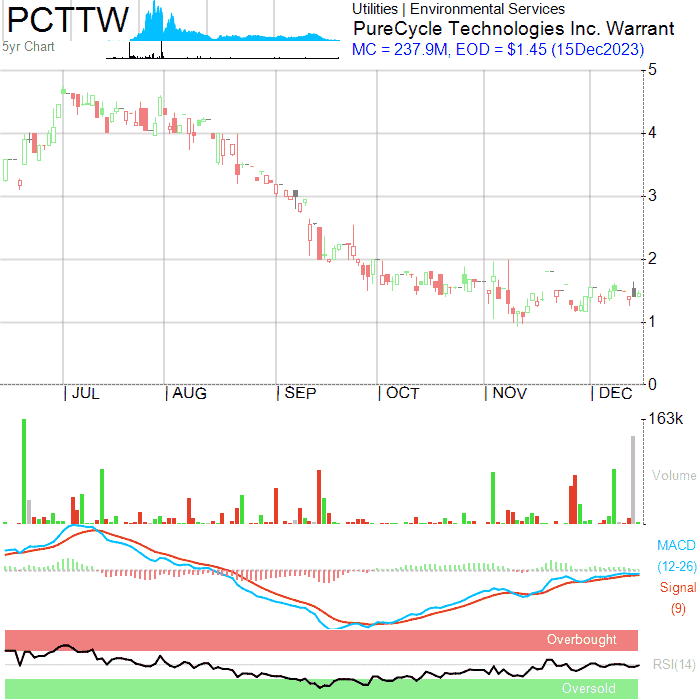 PCTTW
5yr Chart
Utilities | Environmental Services
PureCycle Technologies Inc. Warrant
MC = 237.9M, EOD = $1.45 (15Dec2023)
5
4
3
2
1
0
| JUL | AUG | SEP | OCT | NOV | DEC
163k
Volume
MACD
(12-26)
Signal
(9)
Overbought
RSI(14)
Oversold